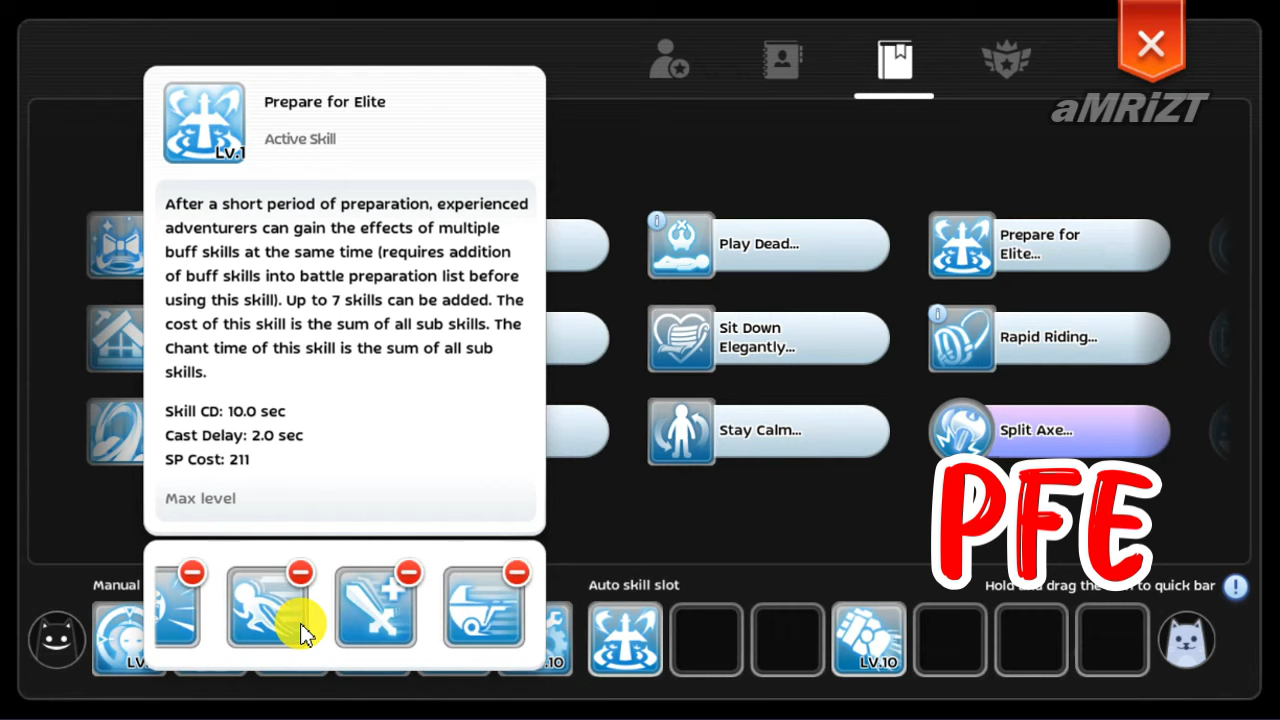 aMRiZT
Prepare for Elite
Active Skill
Lv.1
After a short period of preparation, experienced
adventurers can gain the effects of multiple
buff skills at the same time (requires addition
of buff skills into battle preparation list before
using this skill). Up to 7 skills can be added. The
cost of this skill is the sum of all sub skills. The
Chant time of this skill is the sum of all sub
skills.
Skill CD: 10.0 sec
Cast Delay: 2.0 sec
SP Cost: 211
Max level
Play Dead...
Prepare for
Elite...
Sit Down
Elegantly...
Rapid Riding...
Stay Calm...
Split Axe...
PFE
Manual
Auto skill slot
Hold and drag the to quick bar
LV.10